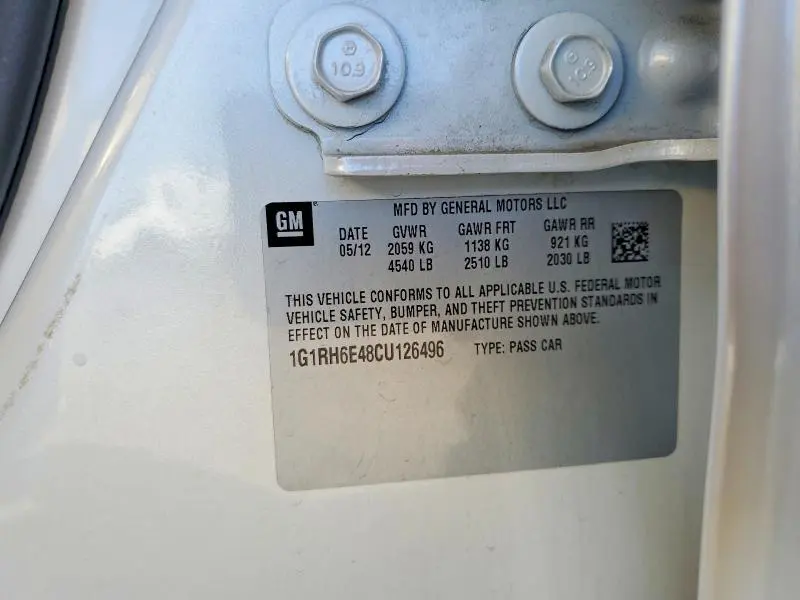 10.9
10.9
GM
MFD BY GENERAL MOTORS LLC
DATE GVWR GAWR FRT GAWR RR
05/12 2059 KG 1138 KG 921 KG
4540 LB 2510 LB 2030 LB
THIS VEHICLE CONFORMS TO ALL APPLICABLE U.S. FEDERAL MOTOR
VEHICLE SAFETY, BUMPER, AND THEFT PREVENTION STANDARDS IN
EFFECT ON THE DATE OF MANUFACTURE SHOWN ABOVE.
1G1RH6E48CU126496 TYPE: PASS CAR